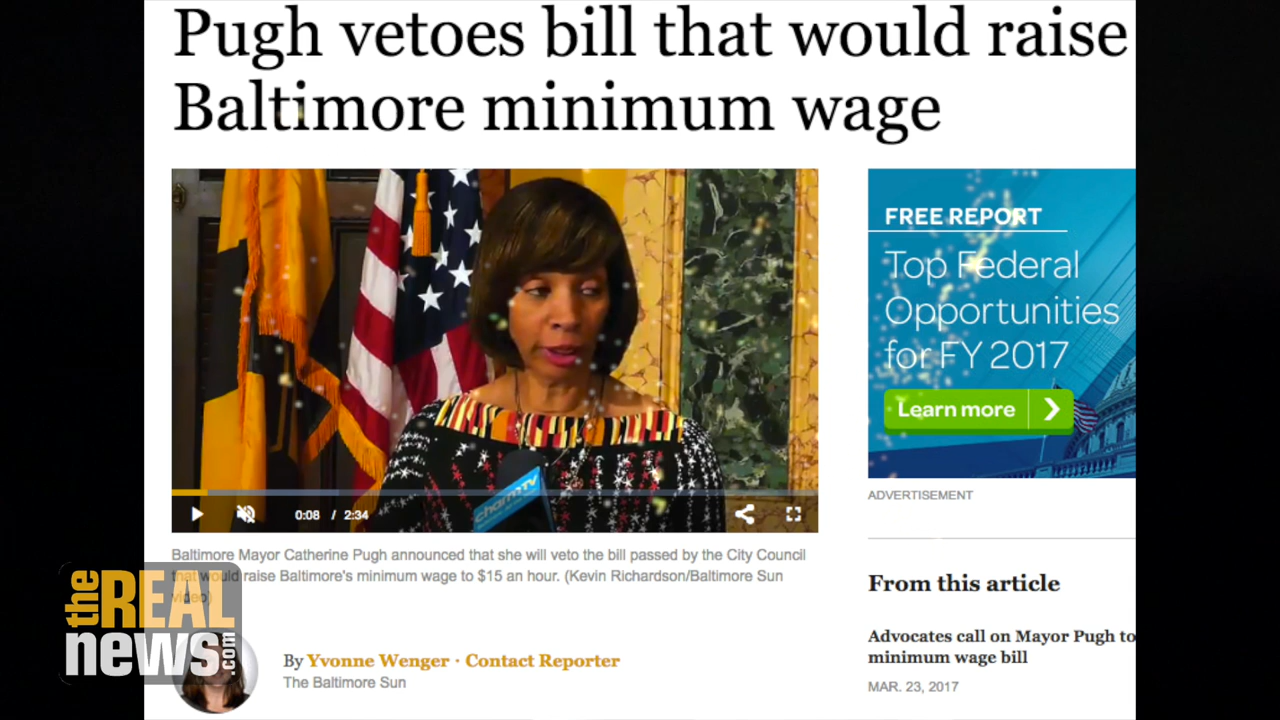 Pugh vetoes bill that would raise
Baltimore minimum wage
FREE REPORT
Top Federal
Opportunities
for FY 2017
Learn more
charmTV
0:08 / 2:34
ADVERTISEMENT
Baltimore Mayor Catherine Pugh announced that she will veto the bill passed by the City Council
that would raise Baltimore's minimum wage to $15 an hour. (Kevin Richardson/Baltimore Sun
video)
From this article
the REAL
news.com
Advocates call on Mayor Pugh to
minimum wage bill
MAR. 23, 2017
By Yvonne Wenger · Contact Reporter
The Baltimore Sun